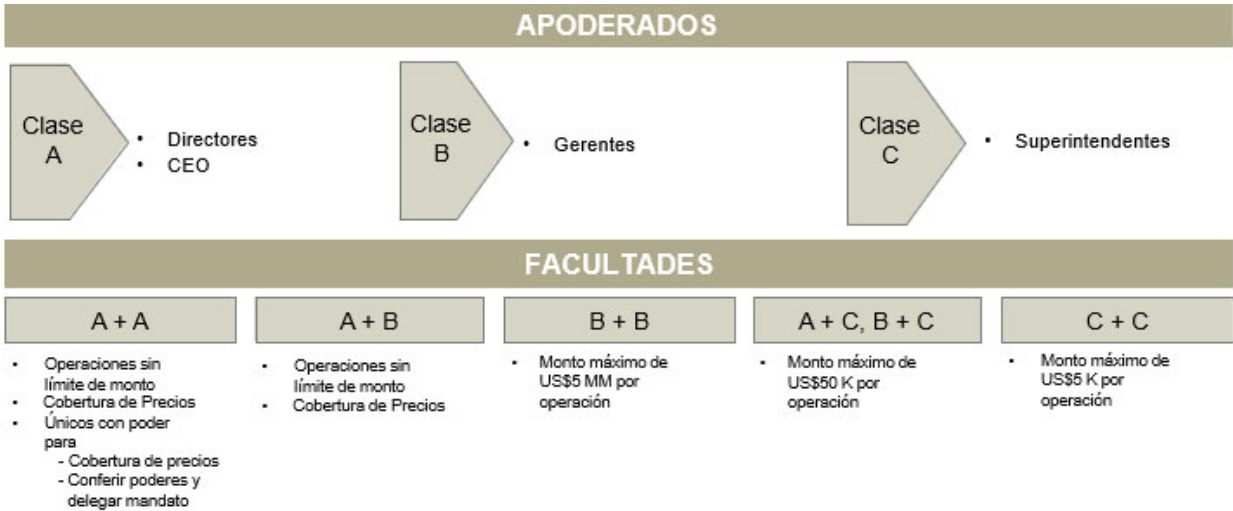 APODERADOS
Clase
A
• Directores
• CEO
Clase
B
• Gerentes
Clase
C
• Superintendentes
FACULTADES
A + A
• Operaciones sin
límite de monto
• Cobertura de Precios
• Únicos con poder
para
- Cobertura de precios
- Conferir poderes y
delegar mandato
A + B
• Operaciones sin
límite de monto
• Cobertura de Precios
B + B
• Monto máximo de
US$5 MM por
operación
A + C, B + C
• Monto máximo de
US$50 K por
operación
C + C
• Monto máximo de
US$5 K por
operación